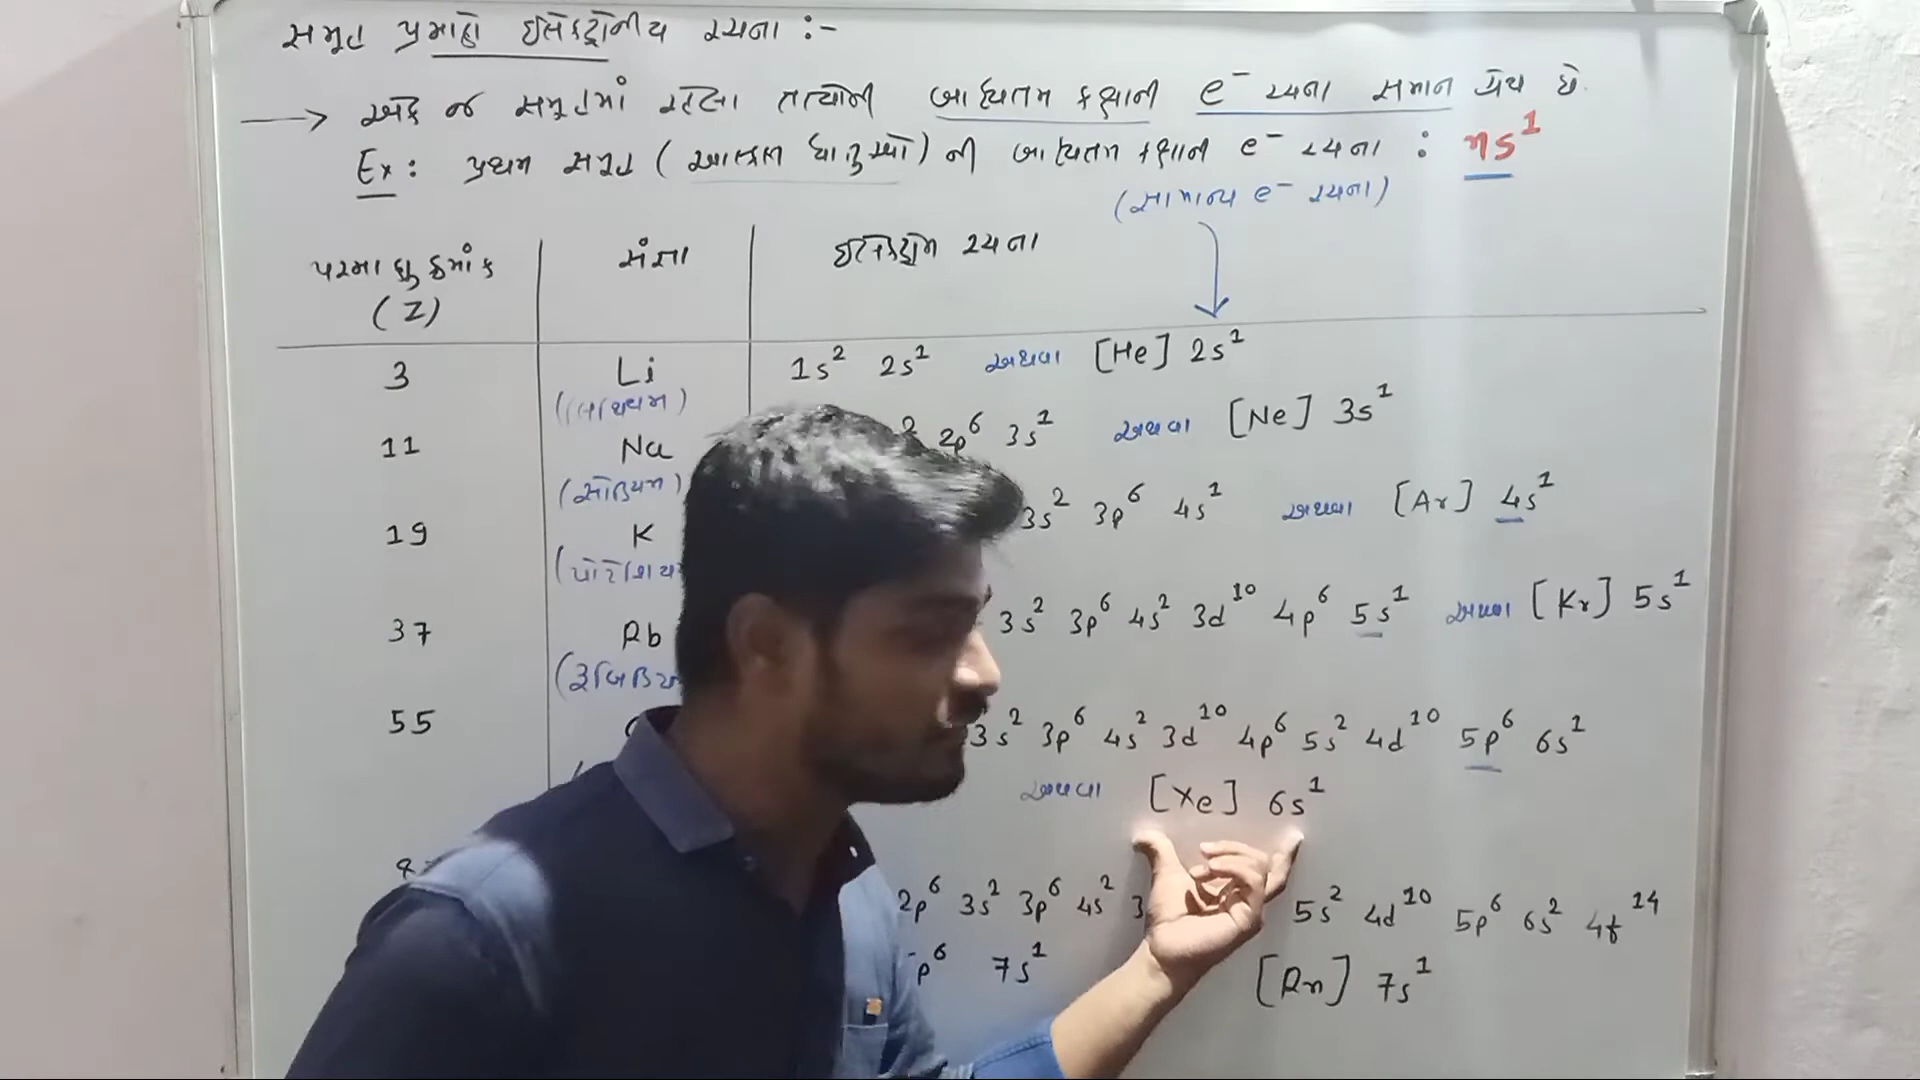 સમૂહ પ્રમાણે ઇલેક્ટ્રોનીય રચના :-
→ એક જ સમૂહમાં રહેલા તત્વોની બાહ્યતમ કક્ષાની e⁻ રચના સમાન હોય છે.
Ex: પ્રથમ સમૂહ (આલ્કલી ધાતુઓ) ની બાહ્યતમ કક્ષાની e⁻ રચના : ns¹
(સામાન્ય e⁻ રચના)
પરમાણુક્રમાંક (Z) સંજ્ઞા ઇલેક્ટ્રોન રચના
3 Li 1s² 2s¹ અથવા [He] 2s¹
(લિથિયમ)
11 Na 2p⁶ 3s¹ અથવા [Ne] 3s¹
(સોડિયમ)
19 K 3s² 3p⁶ 4s¹ અથવા [Ar] 4s¹
37 Rb 3s² 3p⁶ 4s² 3d¹⁰ 4p⁶ 5s¹ અથવા [Kr] 5s¹
55 3s² 3p⁶ 4s² 3d¹⁰ 4p⁶ 5s² 4d¹⁰ 5p⁶ 6s¹
અથવા [Xe] 6s¹
2p⁶ 3s² 3p⁶ 4s² 3 5s² 4d¹⁰ 5p⁶ 6s² 4f¹⁴
p⁶ 7s¹ [Rn] 7s¹